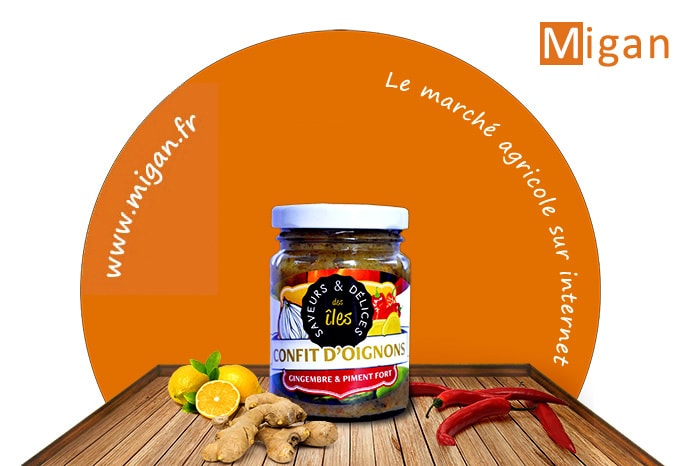 Migan
www.migan.fr
Le marché agricole sur internet
SAVEURS & DÉLICES
des
îles
CONFIT D'OIGNONS
GINGEMBRE & PIMENT FORT